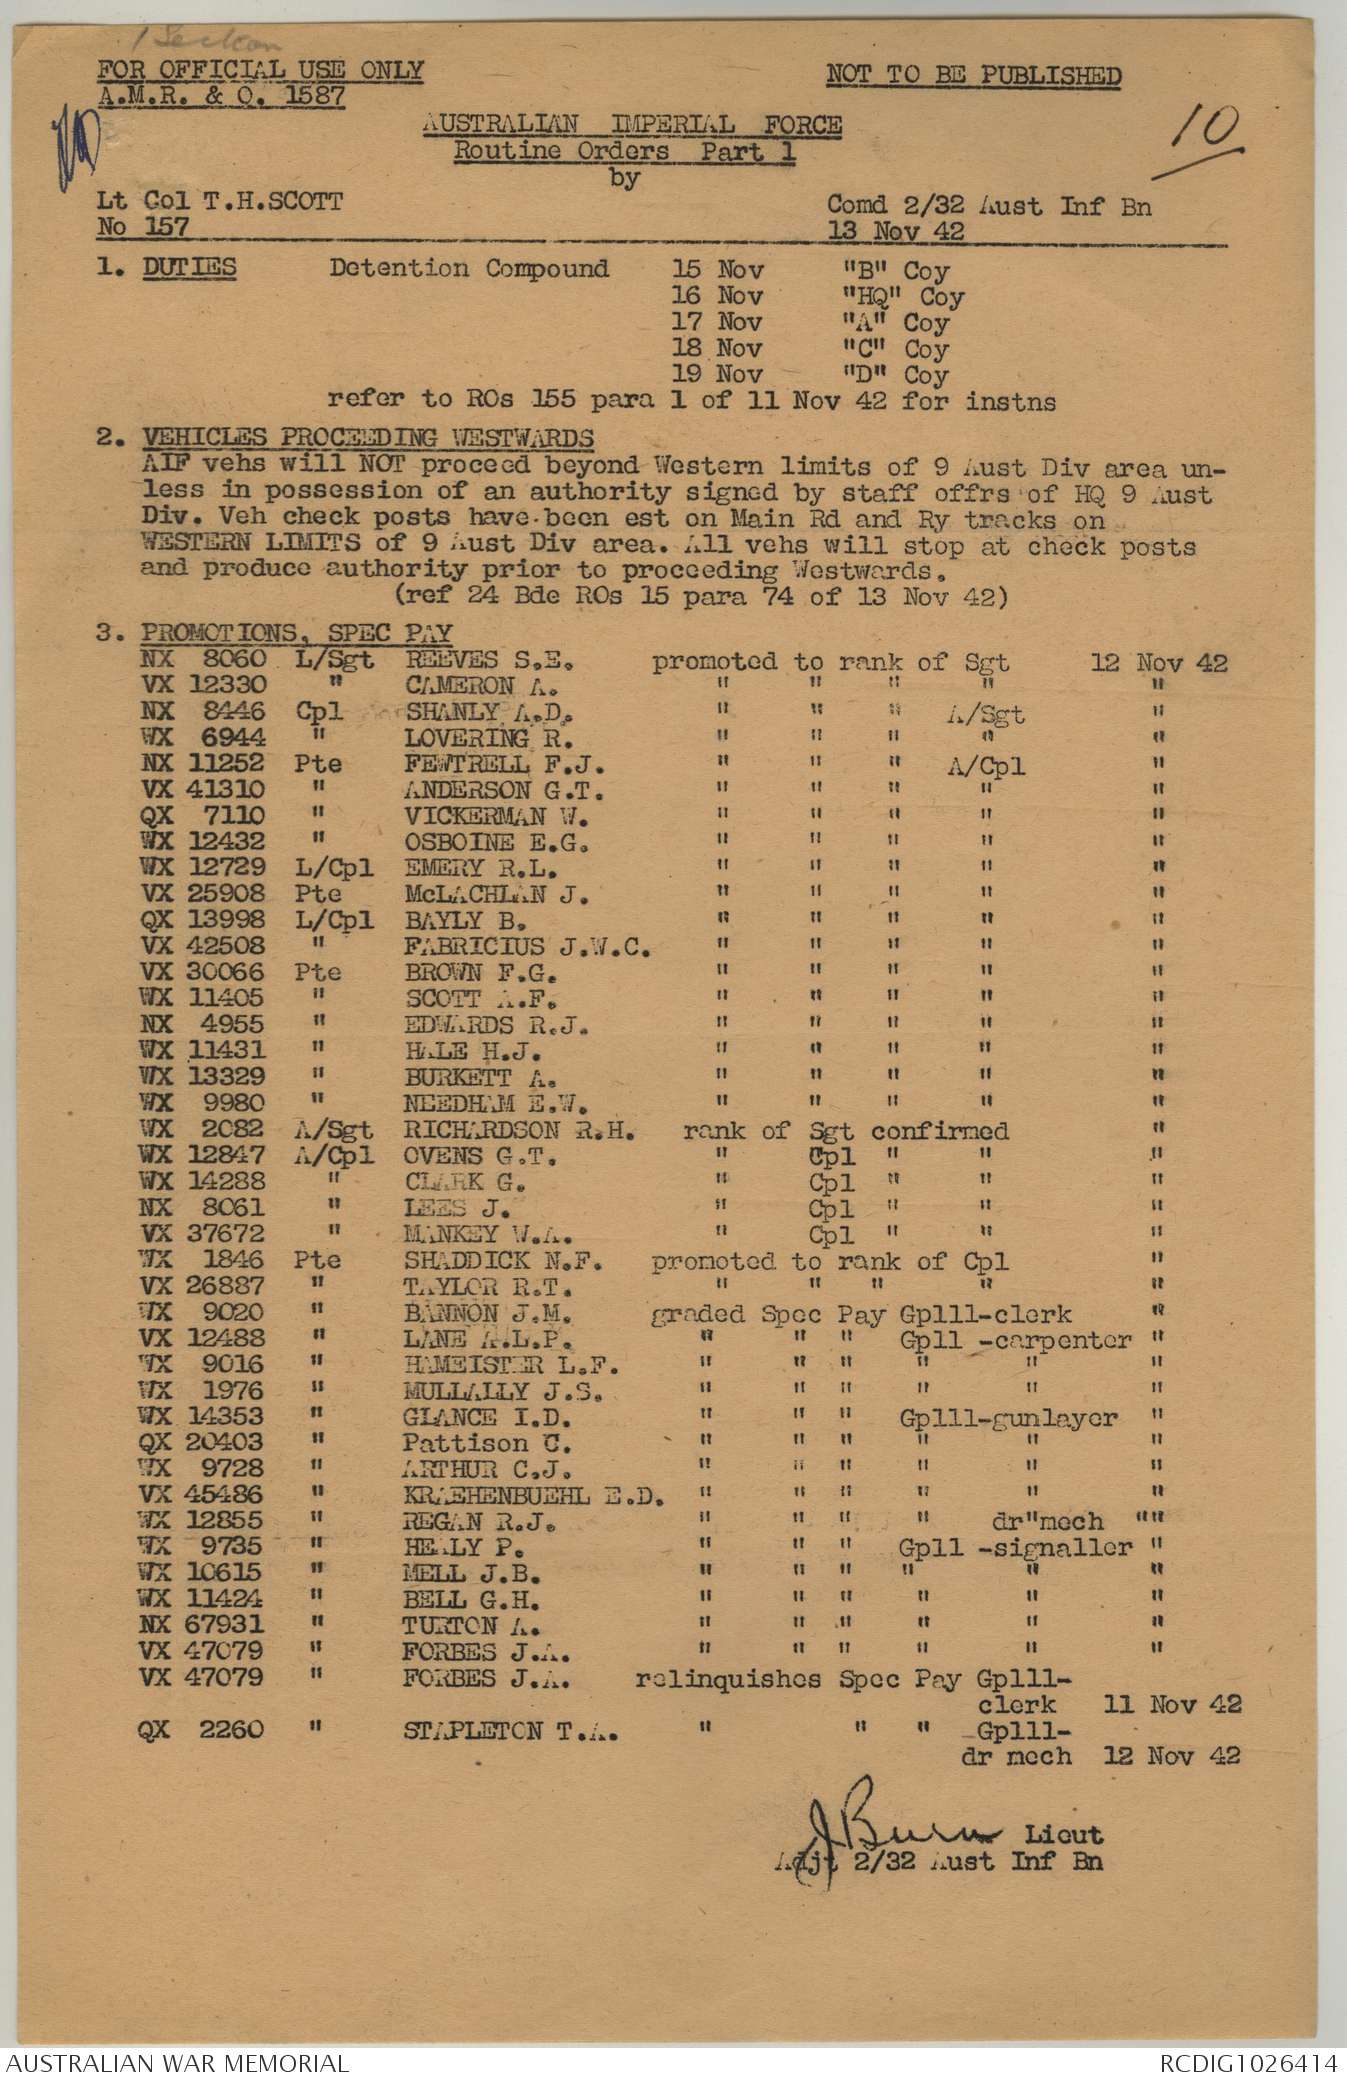 1 Section
FOR OFFICIAL USE ONLY NOT TO BE PUBLISHED
A.M.R. & O. 1587
10
AUSTRALIAN IMPERIAL FORCE
Routine Orders Part 1
by
Lt Col T.H.SCOTT Comd 2/32 Aust Inf Bn
No 157 13 Nov 42
1. DUTIES Detention Compound 15 Nov "B" Coy
16 Nov "HQ" Coy
17 Nov "A" Coy
18 Nov "C" Coy
19 Nov "D" Coy
refer to ROs 155 para 1 of 11 Nov 42 for instns
2. VEHICLES PROCEEDING WESTWARDS
AIF vehs will NOT proceed beyond Western limits of 9 Aust Div area un-
less in possession of an authority signed by staff offrs of HQ 9 Aust
Div. Veh check posts have been est on Main Rd and Ry tracks on
WESTERN LIMITS of 9 Aust Div area. All vehs will stop at check posts
and produce authority prior to proceeding Westwards.
(ref 24 Bde ROs 15 para 74 of 13 Nov 42)
3. PROMOTIONS, SPEC PAY
NX 8060 L/Sgt REEVES S.E. promoted to rank of Sgt 12 Nov 42
VX 12330 " CAMERON A. " " " " "
NX 8446 Cpl SHANLY A.D. " " " A/Sgt "
WX 6944 " LOVERING R. " " " " "
NX 11252 Pte FEWTRELL F.J. " " " A/Cpl "
VX 41310 " ANDERSON G.T. " " " " "
QX 7110 " VICKERMAN W. " " " " "
WX 12432 " OSBOINE E.G. " " " " "
WX 12729 L/Cpl EMERY R.L. " " " " "
VX 25908 Pte McLACHLAN J. " " " " "
QX 13998 L/Cpl BAYLY B. " " " " "
VX 42508 " FABRICIUS J.W.C. " " " " "
VX 30066 Pte BROWN F.G. " " " " "
WX 11405 " SCOTT A.F. " " " " "
NX 4955 " EDWARDS R.J. " " " " "
WX 11431 " HALE H.J. " " " " "
WX 13329 " BURKETT A. " " " " "
WX 9980 " NEEDHAM E.W. " " " " "
WX 2082 A/Sgt RICHARDSON R.H. rank of Sgt confirmed "
WX 12847 A/Cpl OVENS G.T. " Cpl " " "
WX 14288 " CLARK G. " Cpl " " "
NX 8061 " LEES J. " Cpl " " "
VX 37672 " MANKEY W.A. " Cpl " " "
WX 1846 Pte SHADDICK N.F. promoted to rank of Cpl "
VX 26887 " TAYLOR R.T. " " " " "
WX 9020 " BANNON J.M. graded Spec Pay Gplll-clerk "
VX 12488 " LANE A.L.P. " " " Gpll -carpenter "
WX 9016 " HAMEISTER L.F. " " " " " "
WX 1976 " MULLALLY J.S. " " " " " "
WX 14353 " GLANCE I.D. " " " Gplll-gunlayer "
QX 20403 " Pattison C. " " " " " "
WX 9728 " ARTHUR C.J. " " " " " "
VX 45486 " KRAEHENBUEHL E.D. " " " " " "
WX 12855 " REGAN R.J. " " " " dr"mech ""
WX 9735 " HEALY P. " " " Gpll -signaller "
WX 10615 " MELL J.B. " " " " " "
WX 11424 " BELL G.H. " " " " " "
NX 67931 " TURTON A. " " " " " "
VX 47079 " FORBES J.A. " " " " " "
VX 47079 " FORBES J.A. relinquishes Spec Pay Gplll-
clerk 11 Nov 42
QX 2260 " STAPLETON T.A. " " " -Gplll-
dr mech 12 Nov 42
Lieut
Adjt 2/32 Aust Inf Bn
AUSTRALIAN WAR MEMORIAL RCDIG1026414